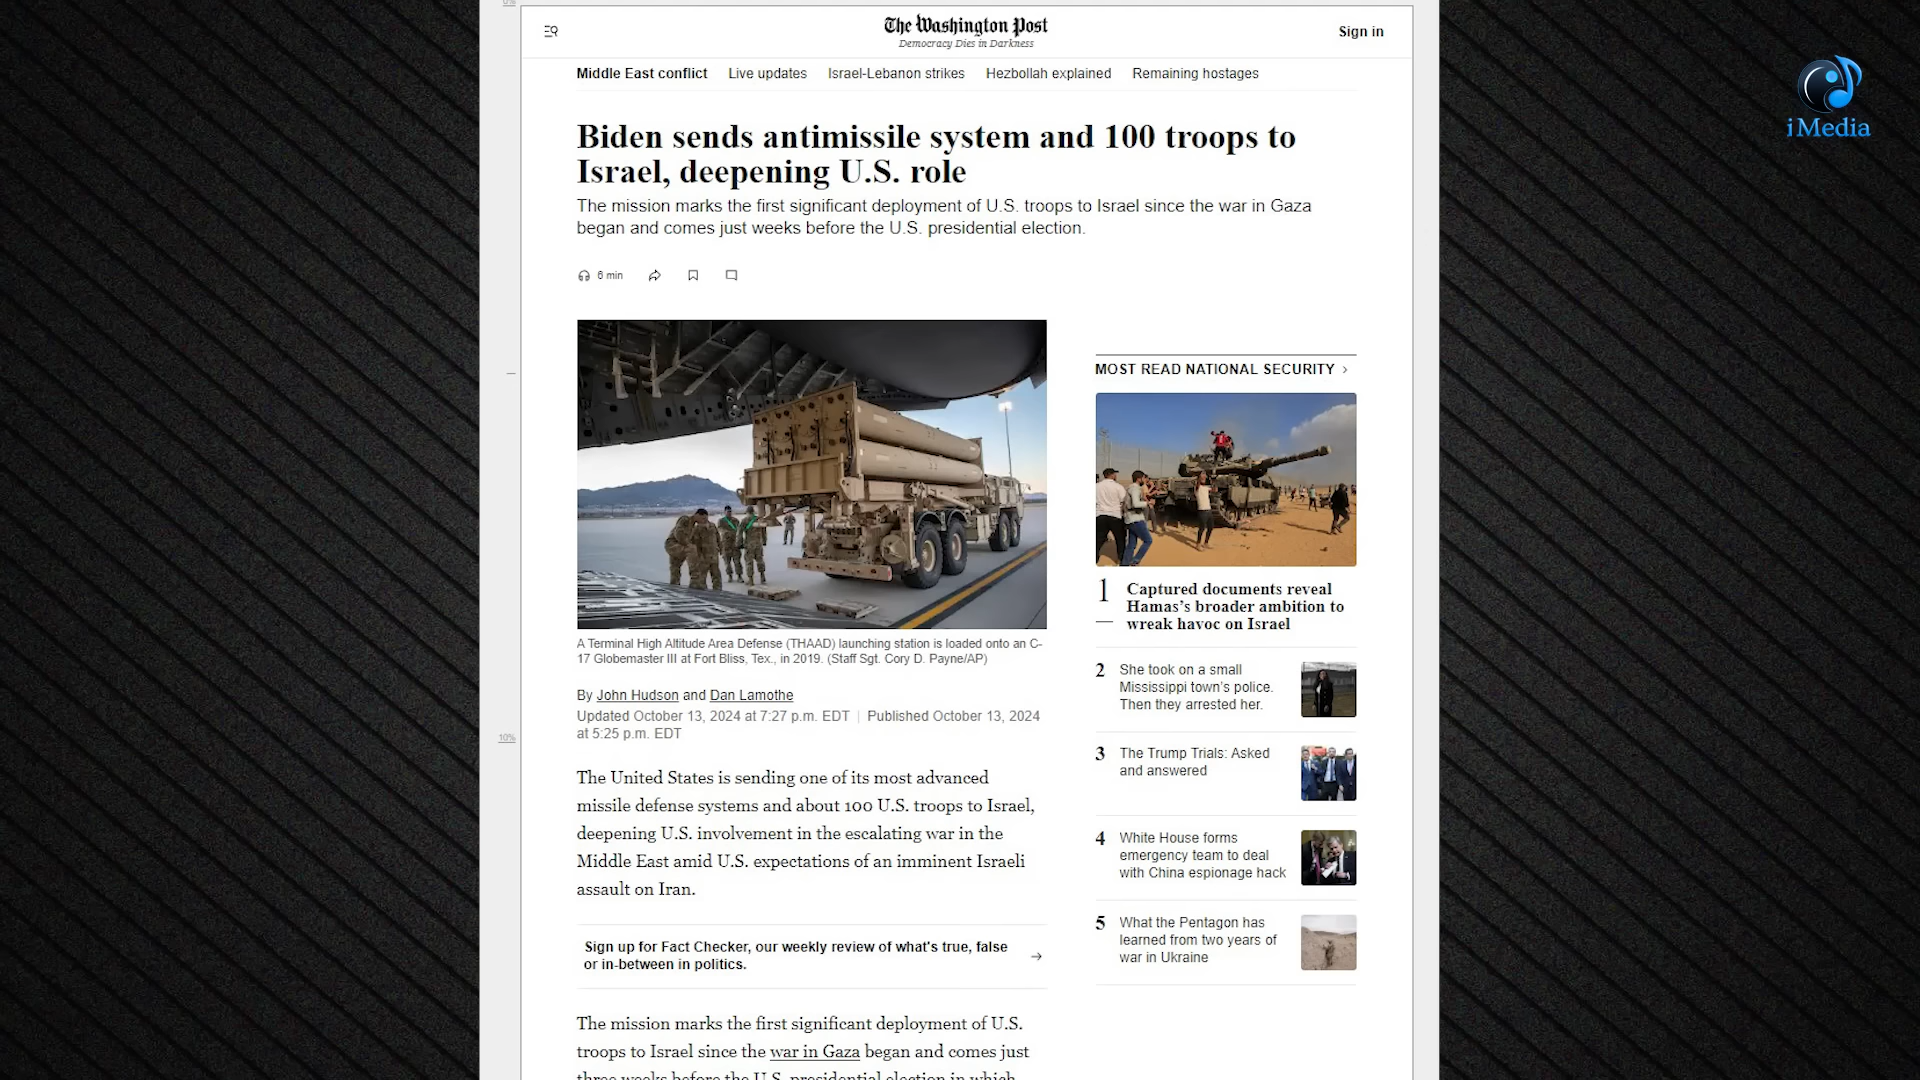 0%
The Washington Post
Democracy Dies in Darkness
Sign in
Middle East conflict
Live updates
Israel-Lebanon strikes
Hezbollah explained
Remaining hostages
iMedia
Biden sends antimissile system and 100 troops to
Israel, deepening U.S. role
The mission marks the first significant deployment of U.S. troops to Israel since the war in Gaza
began and comes just weeks before the U.S. presidential election.
6 min
A Terminal High Altitude Area Defense (THAAD) launching station is loaded onto an C-
17 Globemaster III at Fort Bliss, Tex., in 2019. (Staff Sgt. Cory D. Payne/AP)
By John Hudson and Dan Lamothe
Updated October 13, 2024 at 7:27 p.m. EDT | Published October 13, 2024
at 5:25 p.m. EDT
10%
The United States is sending one of its most advanced
missile defense systems and about 100 U.S. troops to Israel,
deepening U.S. involvement in the escalating war in the
Middle East amid U.S. expectations of an imminent Israeli
assault on Iran.
Sign up for Fact Checker, our weekly review of what's true, false
or in-between in politics.
The mission marks the first significant deployment of U.S.
troops to Israel since the war in Gaza began and comes just
three weeks before the U.S. presidential election in which
MOST READ NATIONAL SECURITY
1
Captured documents reveal
Hamas's broader ambition to
wreak havoc on Israel
2
She took on a small
Mississippi town's police.
Then they arrested her.
3
The Trump Trials: Asked
and answered
4
White House forms
emergency team to deal
with China espionage hack
5
What the Pentagon has
learned from two years of
war in Ukraine